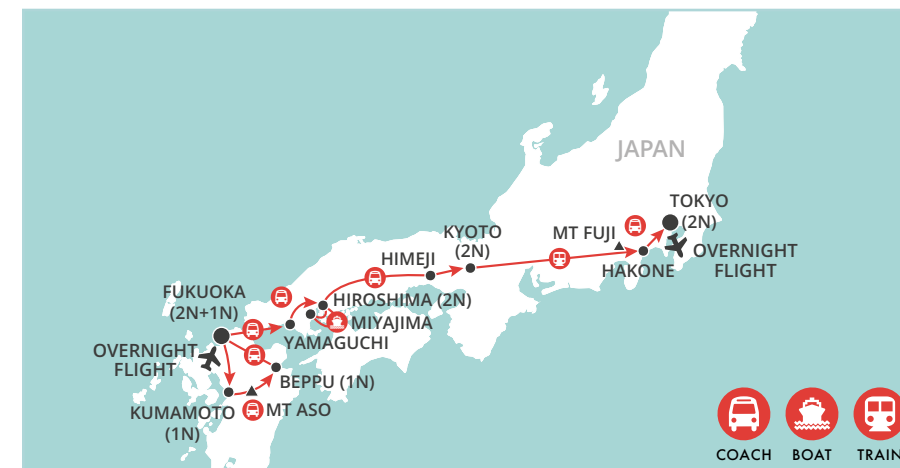 JAPAN
TOKYO
(2N)
KYOTO
(2N)
MT FUJI
HIMEJI
OVERNIGHT
FLIGHT
HAKONE
FUKUOKA
(2N+1N)
HIROSHIMA (2N)
MIYAJIMA
YAMAGUCHI
OVERNIGHT
FLIGHT
BEPPU (1N)
KUMAMOTO
(1N)
MT ASO
COACH
BOAT
TRAIN